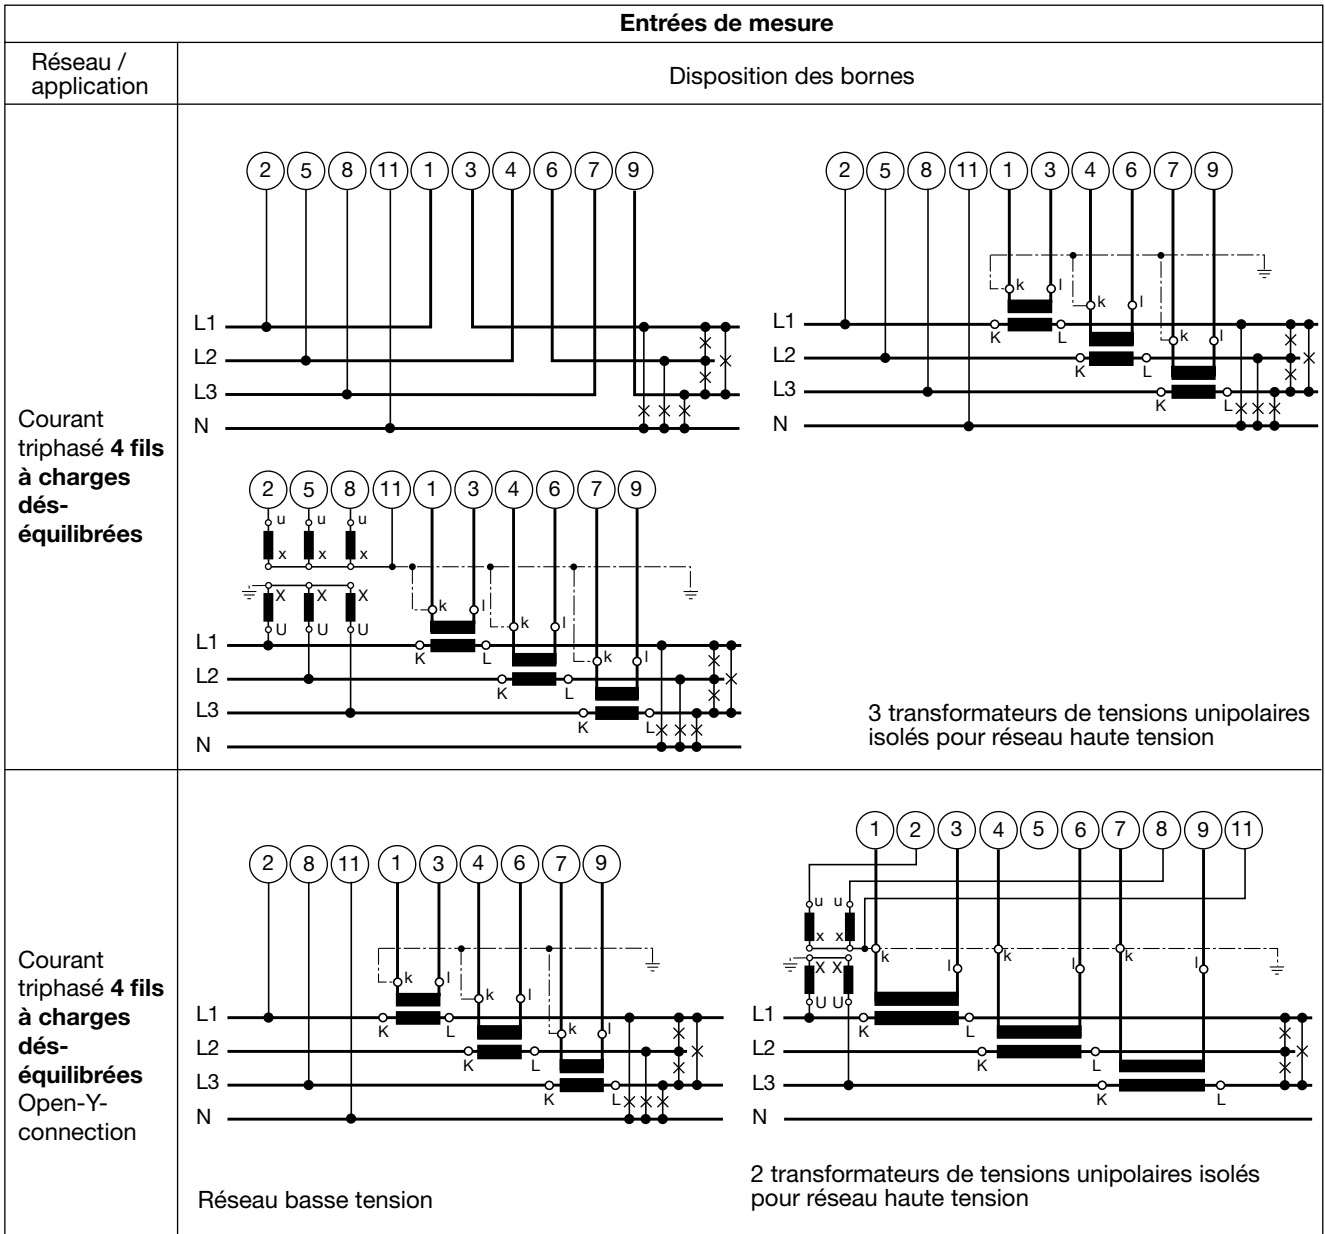 Entrées de mesure
Réseau /
application
Disposition des bornes
Courant
triphasé 4 fils
à charges
dés-
équilibrées
2 5 8 11 1 3 4 6 7 9
L1
L2
L3
N
2 5 8 11 1 3 4 6 7 9
k l
k l
L1
K L
k l
L2
K L
L3
K L
N
2 5 8 11 1 3 4 6 7 9
u u u
x x x
X X X
k l
U U U
k l
L1
K L
k l
L2
K L
L3
K L
N
3 transformateurs de tensions unipolaires
isolés pour réseau haute tension
Courant
triphasé 4 fils
à charges
dés-
équilibrées
Open-Y-
connection
2 8 11 1 3 4 6 7 9
k l
k l
L1
K L
k l
L2
K L
L3
K L
N
Réseau basse tension
1 2 3 4 5 6 7 8 9 11
u u
x x
k k k
X X
l l l
U U
L1
K L
L2
K L
L3
K L
N
2 transformateurs de tensions unipolaires isolés
pour réseau haute tension